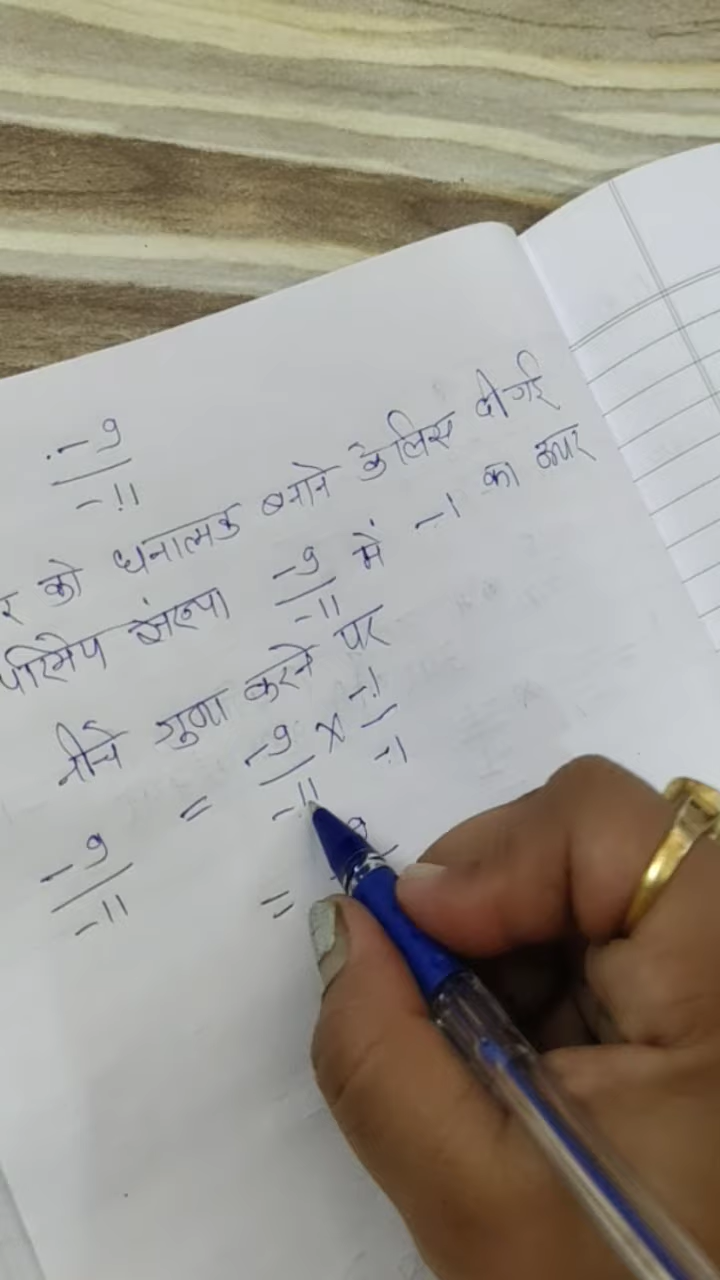 -9/-11
र को धनात्मक बनाने के लिए दी गई
परिमेय संख्या -9/-11 में -1 का ऊपर
नीचे गुणा करने पर
-9/-11 = -9/-11 × -1/-1
= 9